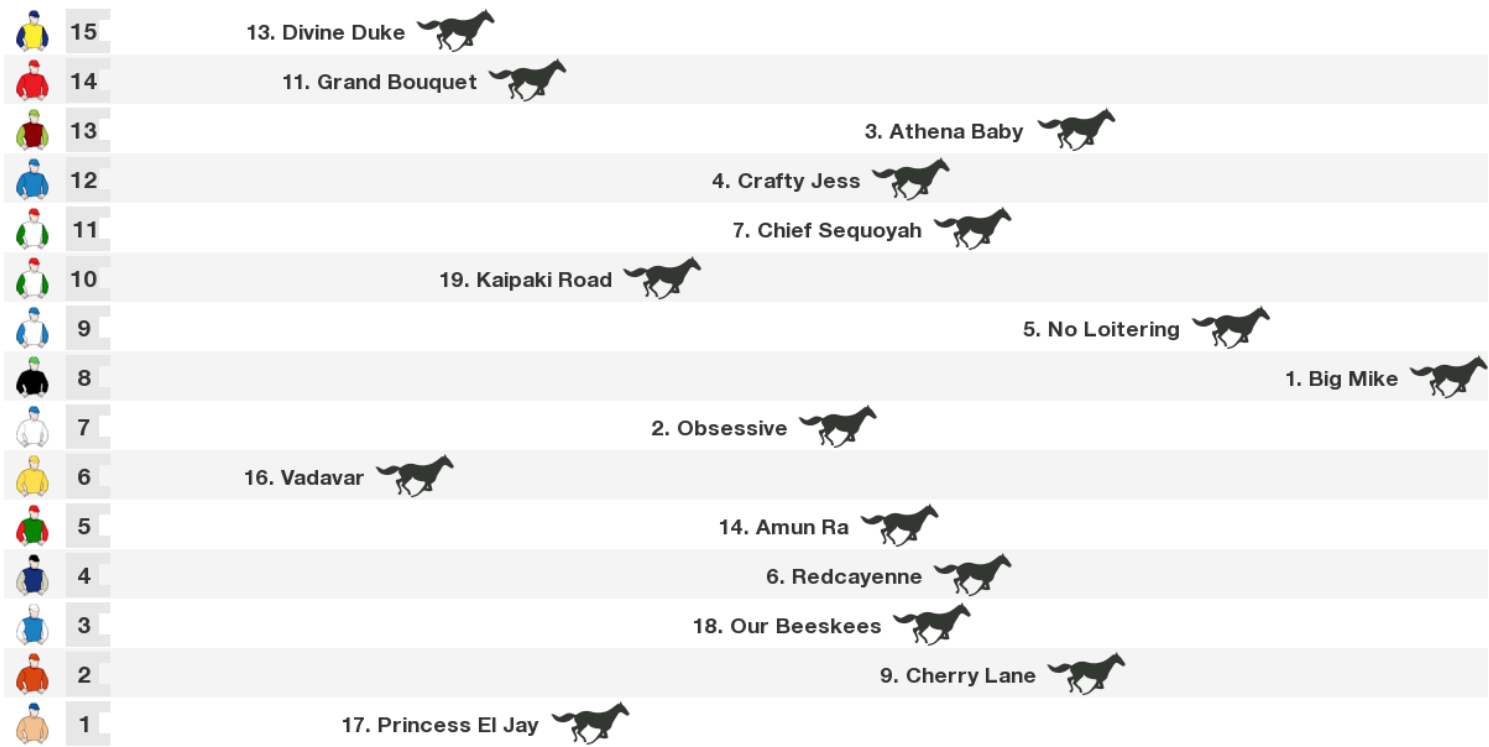 15 13. Divine Duke
14 11. Grand Bouquet
13 3. Athena Baby
12 4. Crafty Jess
11 7. Chief Sequoyah
10 19. Kaipaki Road
9 5. No Loitering
8 1. Big Mike
7 2. Obsessive
6 16. Vadavar
5 14. Amun Ra
4 6. Redcayenne
3 18. Our Beeskees
2 9. Cherry Lane
1 17. Princess El Jay